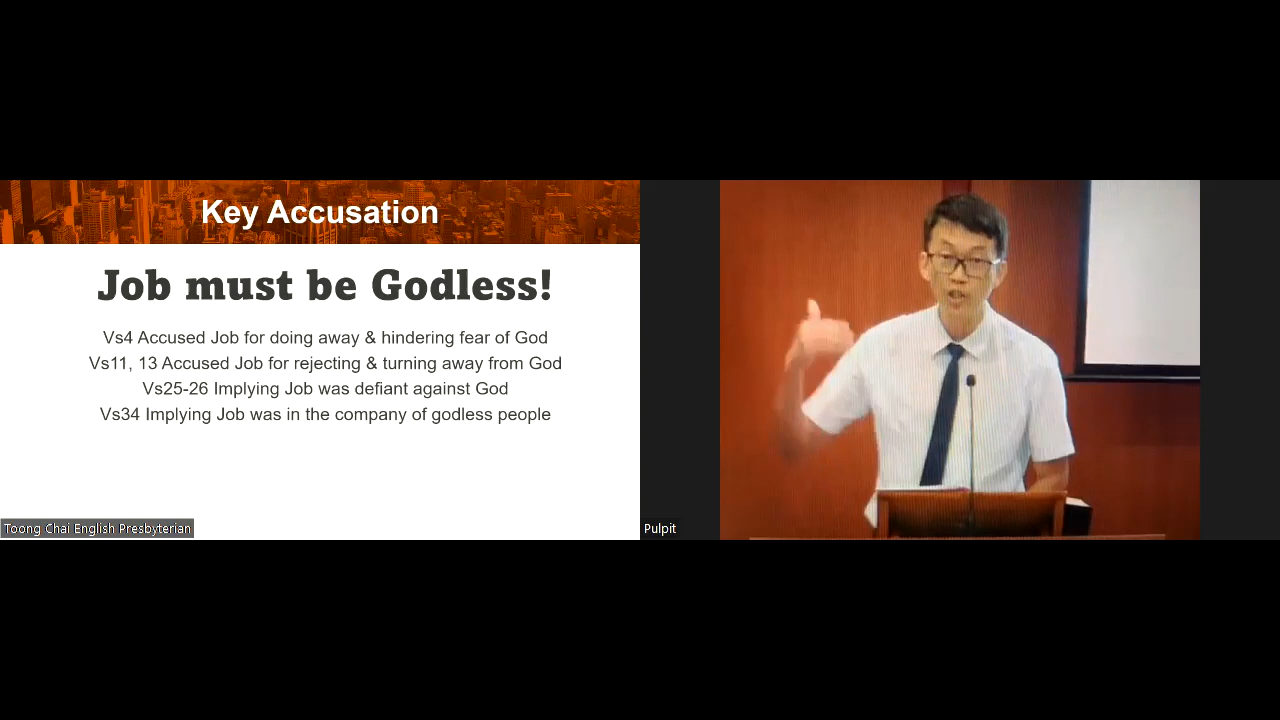 Key Accusation
Job must be Godless!
Vs4 Accused Job for doing away & hindering fear of God
Vs11, 13 Accused Job for rejecting & turning away from God
Vs25-26 Implying Job was defiant against God
Vs34 Implying Job was in the company of godless people
Toong Chai English Presbyterian
Pulpit